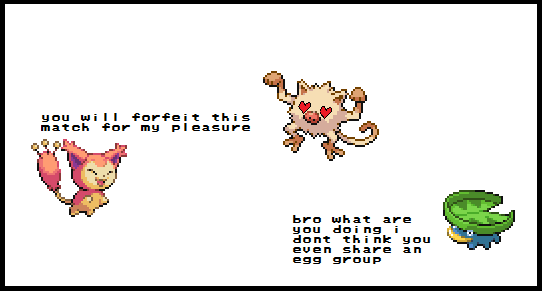 you will forfeit this
match for my pleasure
bro what are
you doing i
dont think you
even share an
egg group